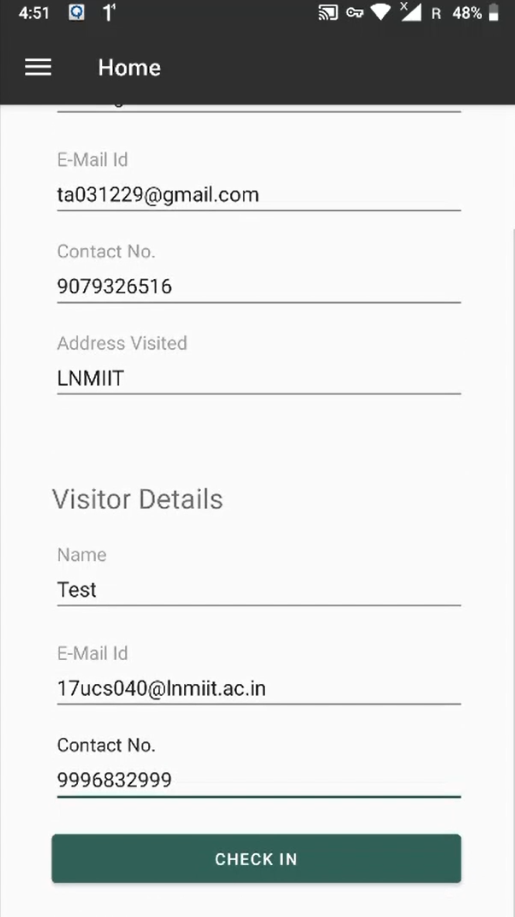 4:51
R 48%
Home
E-Mail Id
ta031229@gmail.com
Contact No.
9079326516
Address Visited
LNMIIT
Visitor Details
Name
Test
E-Mail Id
17ucs040@lnmiit.ac.in
Contact No.
9996832999
CHECK IN